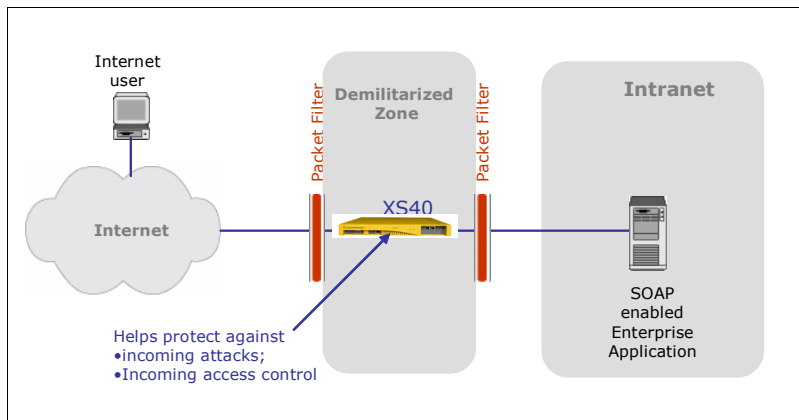 Internet
user
Internet
Packet Filter
Demilitarized
Zone
XS40
Packet Filter
Intranet
SOAP
enabled
Enterprise
Application
Helps protect against
•incoming attacks;
•Incoming access control